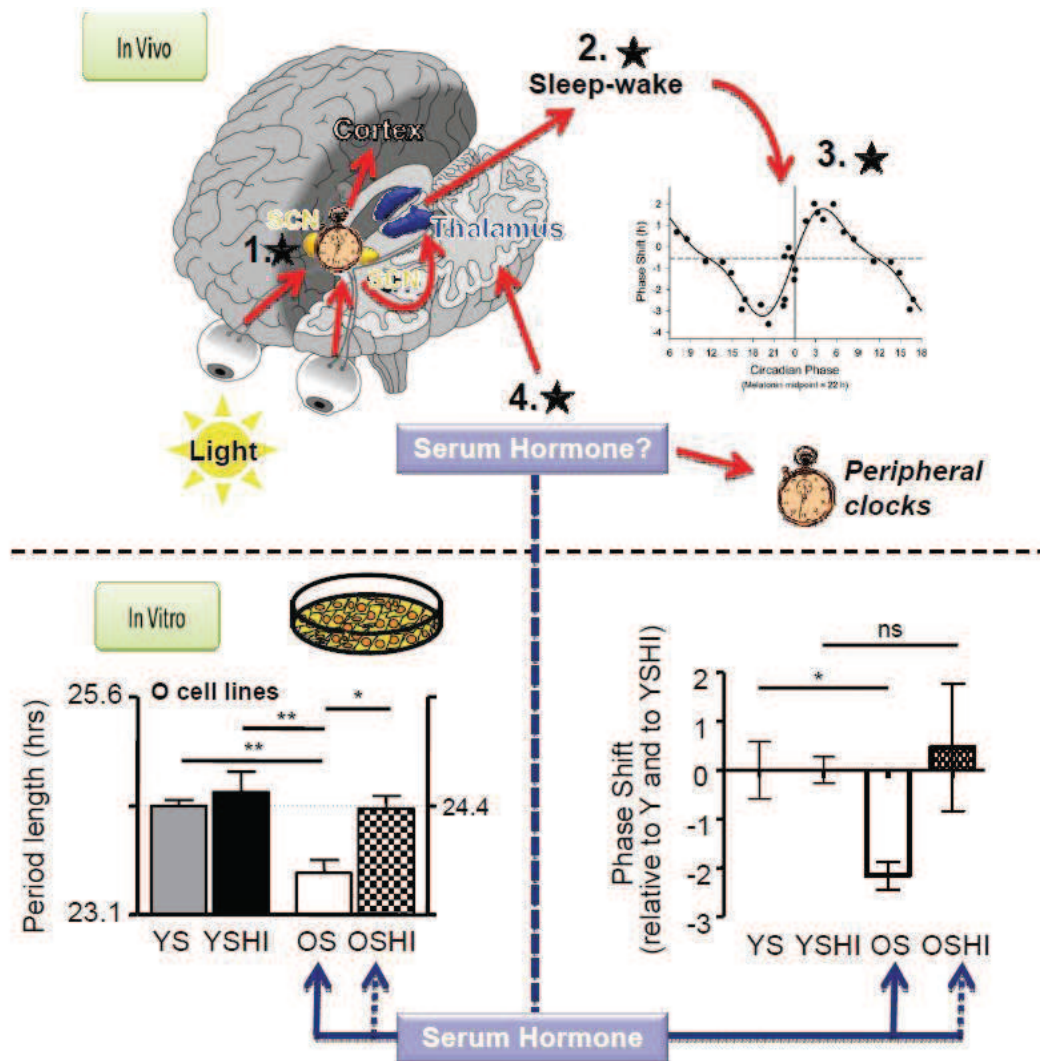 In Vivo
2. ★
Sleep-wake
Cortex
3. ★
SCN
Thalamus
1. ★
SCN
Phase Shift (h)
2
1
0
-1
-2
-3
-4
6 9 12 15 18 21 0 3 6 9 12 15 18
Circadian Phase
(Melatonin midpoint = 22 h)
4. ★
Light
Serum Hormone?
Peripheral
clocks
In Vitro
O cell lines
Period length (hrs)
25.6
24.4
23.1
*
**
**
YS YSHI OS OSHI
Phase Shift
(relative to Y and to YSHI)
ns
*
2
1
0
-1
-2
-3
YS YSHI OS OSHI
Serum Hormone